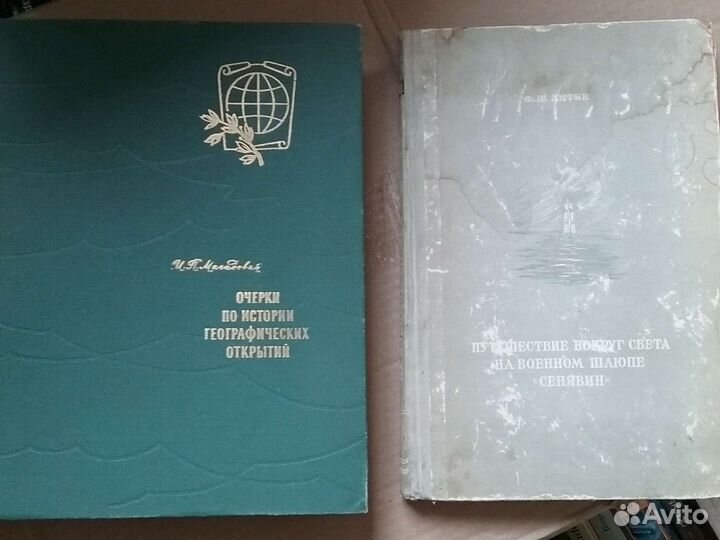 И.П.Магидович
ОЧЕРКИ
ПО ИСТОРИИ
ГЕОГРАФИЧЕСКИХ
ОТКРЫТИЙ
Ф. П. ЛИТКЕ
ПУТЕШЕСТВИЕ ВОКРУГ СВЕТА
НА ВОЕННОМ ШЛЮПЕ
«СЕНЯВИН»
Avito